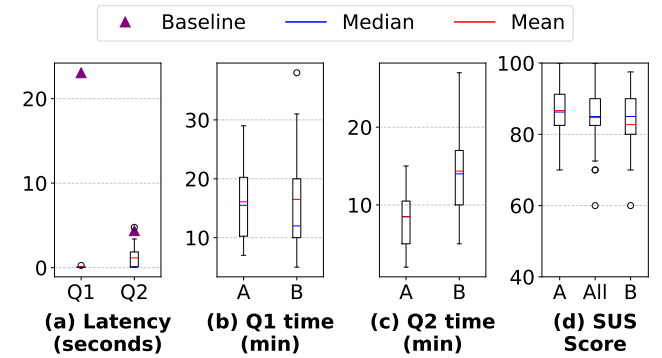 Baseline Median Mean
20
10
0
Q1 Q2
(a) Latency
(seconds)
30
20
10
A B
(b) Q1 time
(min)
20
10
A B
(c) Q2 time
(min)
100
80
60
40
A All B
(d) SUS
Score